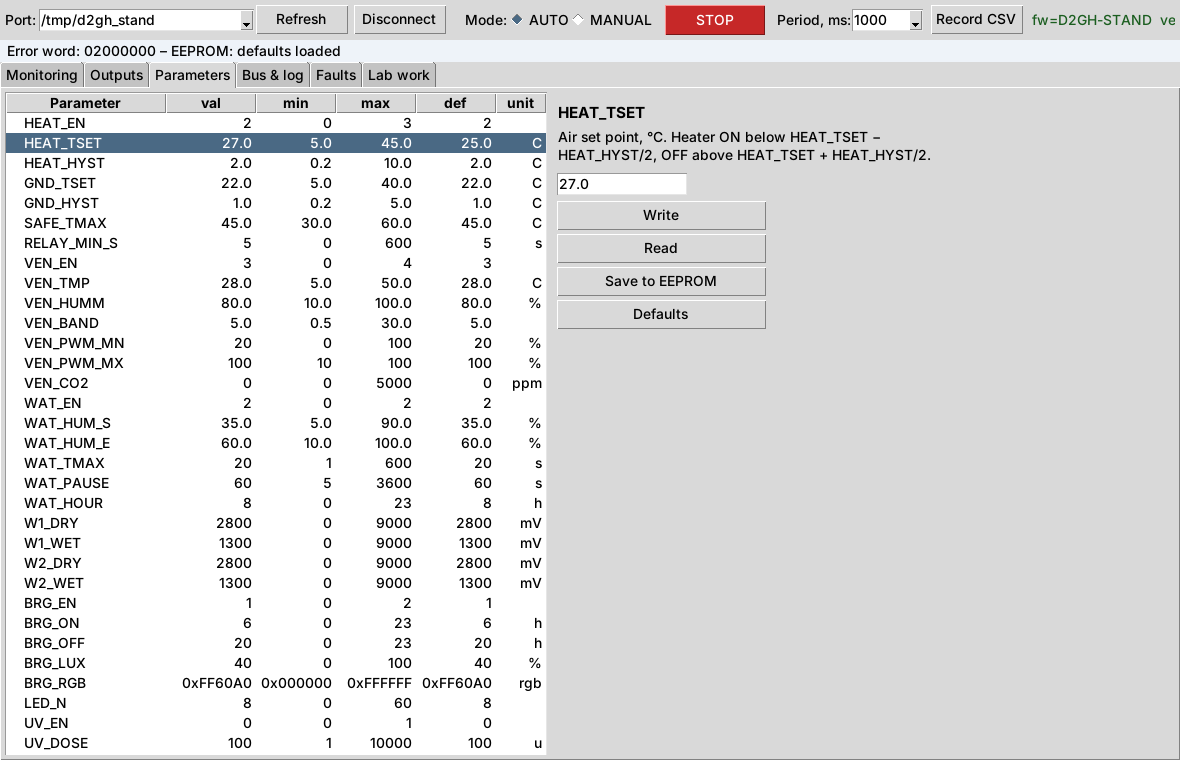 Port: /tmp/d2gh_stand Refresh Disconnect Mode: AUTO MANUAL STOP Period, ms: 1000 Record CSV fw=D2GH-STAND ve
Error word: 02000000 – EEPROM: defaults loaded
Monitoring Outputs Parameters Bus & log Faults Lab work
Parameter val min max def unit
HEAT_EN 2 0 3 2
HEAT_TSET 27.0 5.0 45.0 25.0 C
HEAT_HYST 2.0 0.2 10.0 2.0 C
GND_TSET 22.0 5.0 40.0 22.0 C
GND_HYST 1.0 0.2 5.0 1.0 C
SAFE_TMAX 45.0 30.0 60.0 45.0 C
RELAY_MIN_S 5 0 600 5 s
VEN_EN 3 0 4 3
VEN_TMP 28.0 5.0 50.0 28.0 C
VEN_HUMM 80.0 10.0 100.0 80.0 %
VEN_BAND 5.0 0.5 30.0 5.0
VEN_PWM_MN 20 0 100 20 %
VEN_PWM_MX 100 10 100 100 %
VEN_CO2 0 0 5000 0 ppm
WAT_EN 2 0 2 2
WAT_HUM_S 35.0 5.0 90.0 35.0 %
WAT_HUM_E 60.0 10.0 100.0 60.0 %
WAT_TMAX 20 1 600 20 s
WAT_PAUSE 60 5 3600 60 s
WAT_HOUR 8 0 23 8 h
W1_DRY 2800 0 9000 2800 mV
W1_WET 1300 0 9000 1300 mV
W2_DRY 2800 0 9000 2800 mV
W2_WET 1300 0 9000 1300 mV
BRG_EN 1 0 2 1
BRG_ON 6 0 23 6 h
BRG_OFF 20 0 23 20 h
BRG_LUX 40 0 100 40 %
BRG_RGB 0xFF60A0 0x000000 0xFFFFFF 0xFF60A0 rgb
LED_N 8 0 60 8
UV_EN 0 0 1 0
UV_DOSE 100 1 10000 100 u
HEAT_TSET
Air set point, °C. Heater ON below HEAT_TSET −
HEAT_HYST/2, OFF above HEAT_TSET + HEAT_HYST/2.
27.0
Write
Read
Save to EEPROM
Defaults